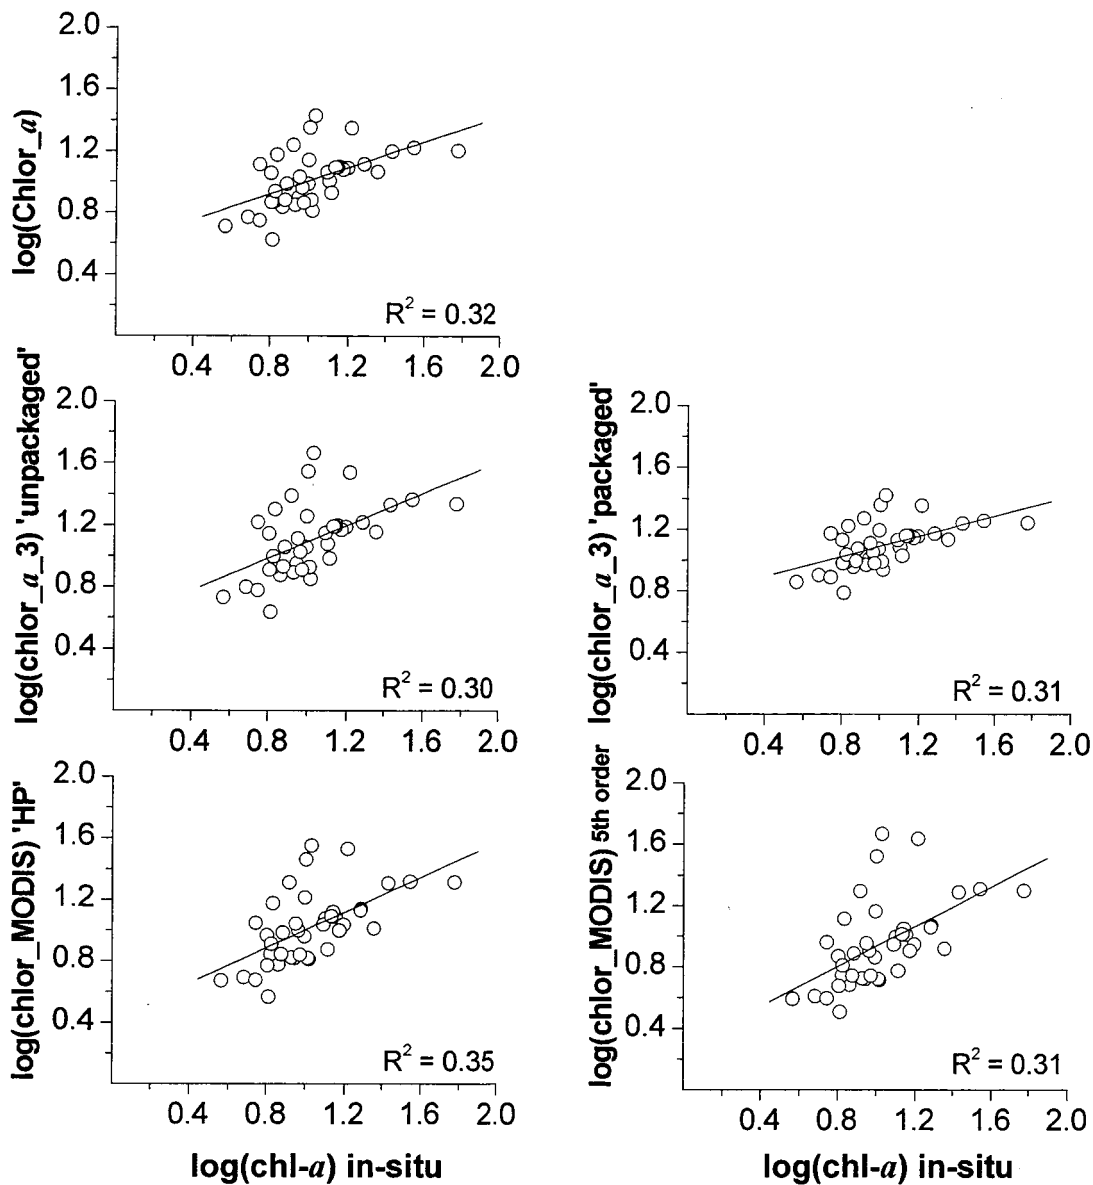 2.0
1.6
1.2
0.8
0.4
log(Chlor_a)
R² = 0.32
0.4 0.8 1.2 1.6 2.0
2.0
1.6
1.2
0.8
0.4
log(chlor_a_3) 'unpackaged'
R² = 0.30
0.4 0.8 1.2 1.6 2.0
2.0
1.6
1.2
0.8
0.4
log(chlor_a_3) 'packaged'
R² = 0.31
0.4 0.8 1.2 1.6 2.0
2.0
1.6
1.2
0.8
0.4
log(chlor_MODIS) 'HP'
R² = 0.35
0.4 0.8 1.2 1.6 2.0
log(chl-a) in-situ
2.0
1.6
1.2
0.8
0.4
log(chlor_MODIS) 5th order
R² = 0.31
0.4 0.8 1.2 1.6 2.0
log(chl-a) in-situ